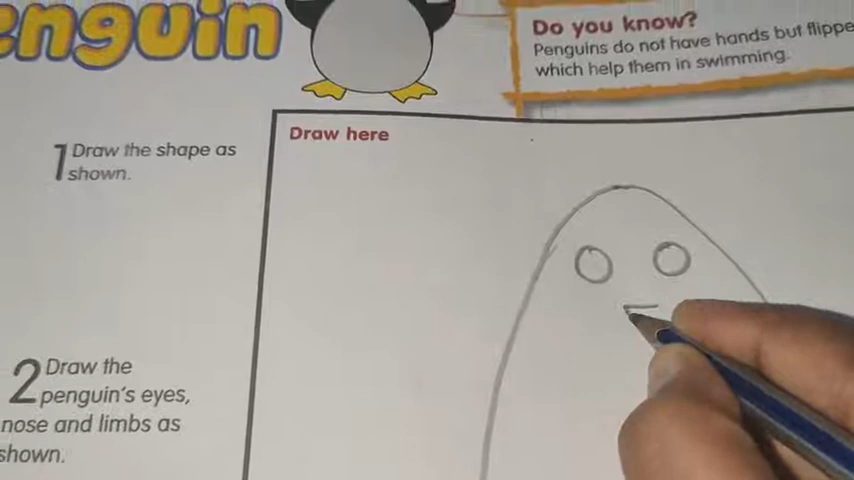 enguin
Do you know?
Penguins do not have hands but
which help them in swimming.
Draw here
1 Draw the shape as
shown.
2 Draw the
penguin's eyes,
nose and limbs as
shown.